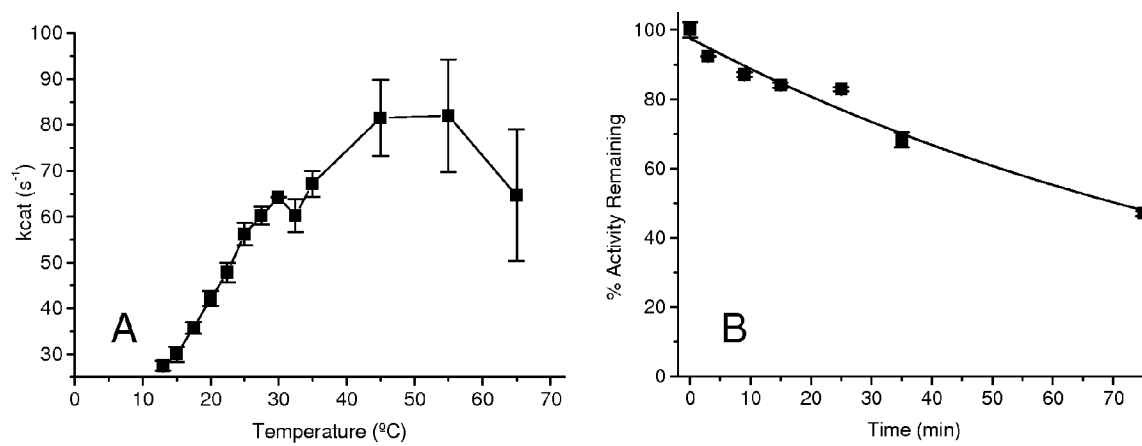 100
90
80
70
60
50
40
30
kcat (s⁻¹)
A
0 10 20 30 40 50 60 70
Temperature (ºC)
100
80
60
40
20
0
% Activity Remaining
B
0 10 20 30 40 50 60 70
Time (min)